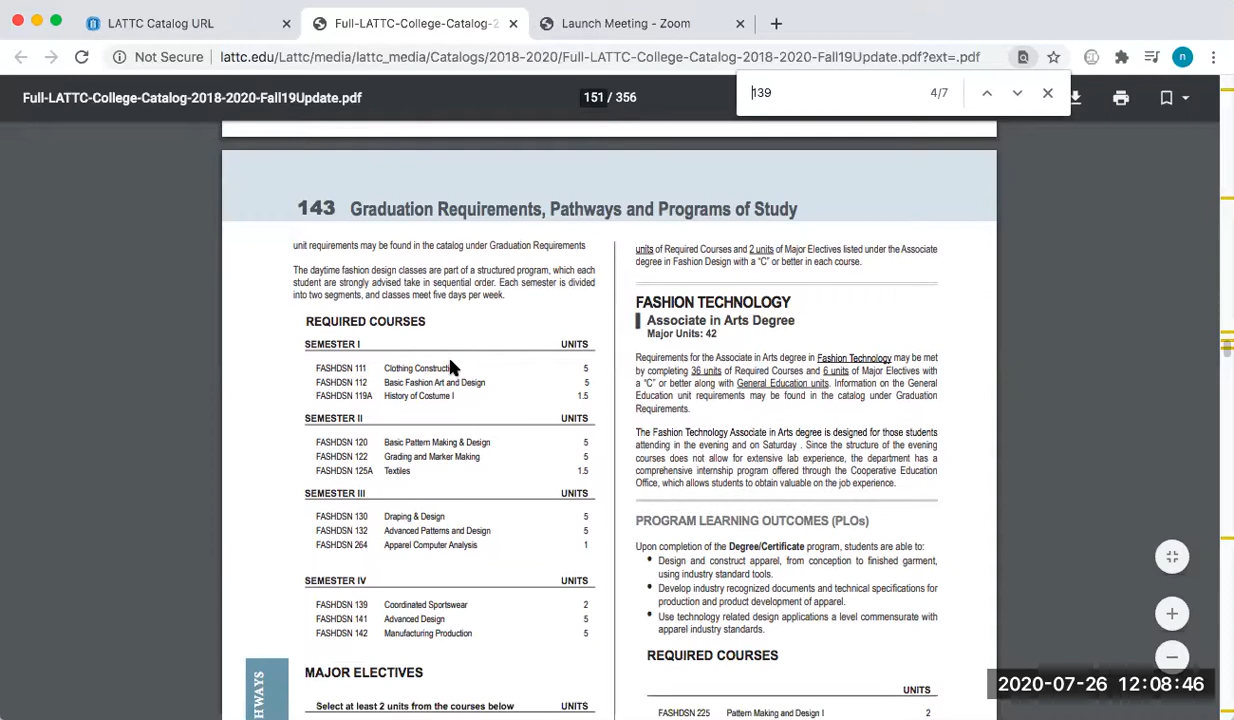 LATTC Catalog URL
Full-LATTC-College-Catalog-2
Launch Meeting - Zoom
Not Secure
lattc.edu/Lattc/media/lattc_media/Catalogs/2018-2020/Full-LATTC-College-Catalog-2018-2020-Fall19Update.pdf?ext=.pdf
n
Full-LATTC-College-Catalog-2018-2020-Fall19Update.pdf
151 / 356
139
4/7
143 Graduation Requirements, Pathways and Programs of Study
unit requirements may be found in the catalog under Graduation Requirements
The daytime fashion design classes are part of a structured program, which each
student are strongly advised take in sequential order. Each semester is divided
into two segments, and classes meet five days per week.
REQUIRED COURSES
SEMESTER I UNITS
FASHDSN 111 Clothing Constructi 5
FASHDSN 112 Basic Fashion Art and Design 5
FASHDSN 119A History of Costume I 1.5
SEMESTER II UNITS
FASHDSN 120 Basic Pattern Making & Design 5
FASHDSN 122 Grading and Marker Making 5
FASHDSN 125A Textiles 1.5
SEMESTER III UNITS
FASHDSN 130 Draping & Design 5
FASHDSN 132 Advanced Patterns and Design 5
FASHDSN 264 Apparel Computer Analysis 1
SEMESTER IV UNITS
FASHDSN 139 Coordinated Sportswear 2
FASHDSN 141 Advanced Design 5
FASHDSN 142 Manufacturing Production 5
MAJOR ELECTIVES
Select at least 2 units from the courses below UNITS
HWAYS
units of Required Courses and 2 units of Major Electives listed under the Associate
degree in Fashion Design with a “C” or better in each course.
FASHION TECHNOLOGY
Associate in Arts Degree
Major Units: 42
Requirements for the Associate in Arts degree in Fashion Technology may be met
by completing 36 units of Required Courses and 6 units of Major Electives with
a “C” or better along with General Education units. Information on the General
Education unit requirements may be found in the catalog under Graduation
Requirements.
The Fashion Technology Associate in Arts degree is designed for those students
attending in the evening and on Saturday . Since the structure of the evening
courses does not allow for extensive lab experience, the department has a
comprehensive internship program offered through the Cooperative Education
Office, which allows students to obtain valuable on the job experience.
PROGRAM LEARNING OUTCOMES (PLOs)
Upon completion of the Degree/Certificate program, students are able to:
• Design and construct apparel, from conception to finished garment,
using industry standard tools.
• Develop industry recognized documents and technical specifications for
production and product development of apparel.
• Use technology related design applications a level commensurate with
apparel industry standards.
REQUIRED COURSES
UNITS
FASHDSN 225 Pattern Making and Design I 2
2020-07-26 12:08:46